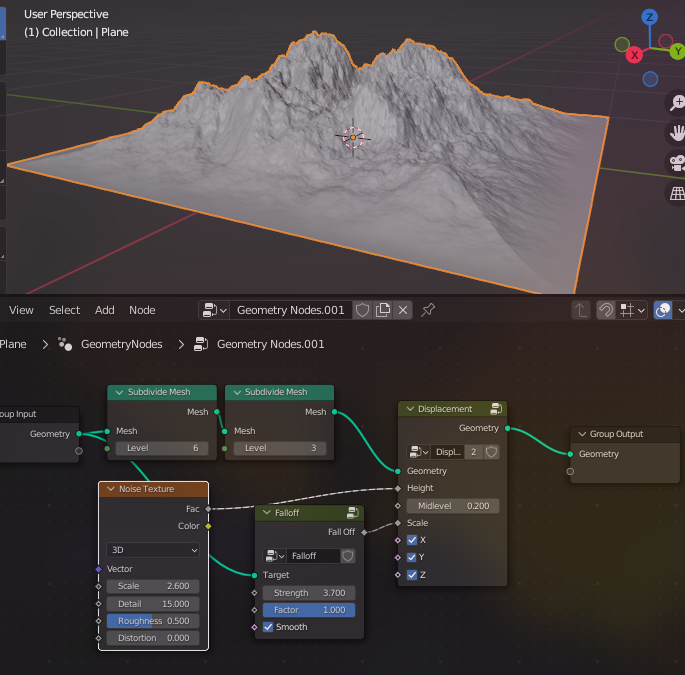 User Perspective
(1) Collection | Plane
Z
X
Y
View Select Add Node
Geometry Nodes.001
Plane > GeometryNodes > Geometry Nodes.001
oup Input
Geometry
Subdivide Mesh
Mesh
Mesh
Level 6
Subdivide Mesh
Mesh
Mesh
Level 3
Displacement
Geometry
Displ... 2
Geometry
Height
Midlevel 0.200
Scale
X
Y
Z
Group Output
Geometry
Noise Texture
Fac
Color
3D
Vector
Scale 2.600
Detail 15.000
Roughness 0.500
Distortion 0.000
Falloff
Fall Off
Falloff
Target
Strength 3.700
Factor 1.000
Smooth